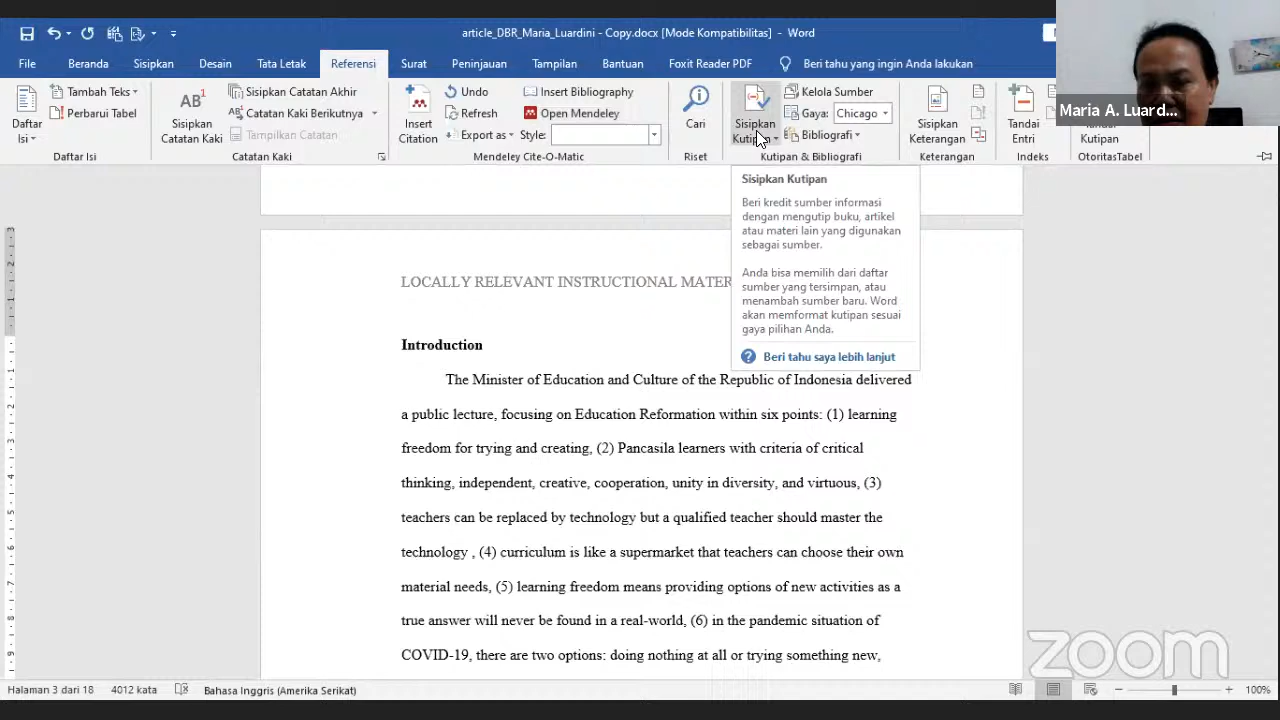 article_DBR_Maria_Luardini - Copy.docx [Mode Kompatibilitas] - Word
File Beranda Sisipkan Desain Tata Letak Referensi Surat Peninjauan Tampilan Bantuan Foxit Reader PDF Beri tahu yang ingin Anda lakukan
Maria A. Luard...
Daftar Isi
Tambah Teks
Perbarui Tabel
Daftar Isi
AB1
Sisipkan Catatan Kaki
Sisipkan Catatan Akhir
Catatan Kaki Berikutnya
Tampilkan Catatan
Catatan Kaki
Insert Citation
Undo
Refresh
Export as
Insert Bibliography
Open Mendeley
Style:
Mendeley Cite-O-Matic
Cari
Riset
Sisipkan Kutipan
Kelola Sumber
Gaya: Chicago
Bibliografi
Kutipan & Bibliografi
Sisipkan Keterangan
Keterangan
Tandai Entri
Indeks
Kutipan
OtoritasTabel
Sisipkan Kutipan
Beri kredit sumber informasi
dengan mengutip buku, artikel
atau materi lain yang digunakan
sebagai sumber.
Anda bisa memilih dari daftar
sumber yang tersimpan, atau
menambah sumber baru. Word
akan memformat kutipan sesuai
gaya pilihan Anda.
Beri tahu saya lebih lanjut
LOCALLY RELEVANT INSTRUCTIONAL MATER
Introduction
The Minister of Education and Culture of the Republic of Indonesia delivered
a public lecture, focusing on Education Reformation within six points: (1) learning
freedom for trying and creating, (2) Pancasila learners with criteria of critical
thinking, independent, creative, cooperation, unity in diversity, and virtuous, (3)
teachers can be replaced by technology but a qualified teacher should master the
technology , (4) curriculum is like a supermarket that teachers can choose their own
material needs, (5) learning freedom means providing options of new activities as a
true answer will never be found in a real-world, (6) in the pandemic situation of
COVID-19, there are two options: doing nothing at all or trying something new,
zoom
Halaman 3 dari 18 4012 kata Bahasa Inggris (Amerika Serikat) 100%